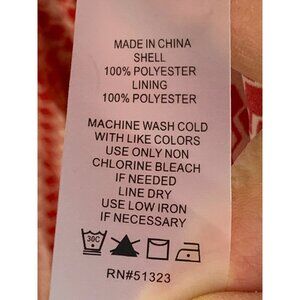 MADE IN CHINA
SHELL
100% POLYESTER
LINING
100% POLYESTER
MACHINE WASH COLD
WITH LIKE COLORS
USE ONLY NON
CHLORINE BLEACH
IF NEEDED
LINE DRY
USE LOW IRON
IF NECESSARY
30C
RN#51323